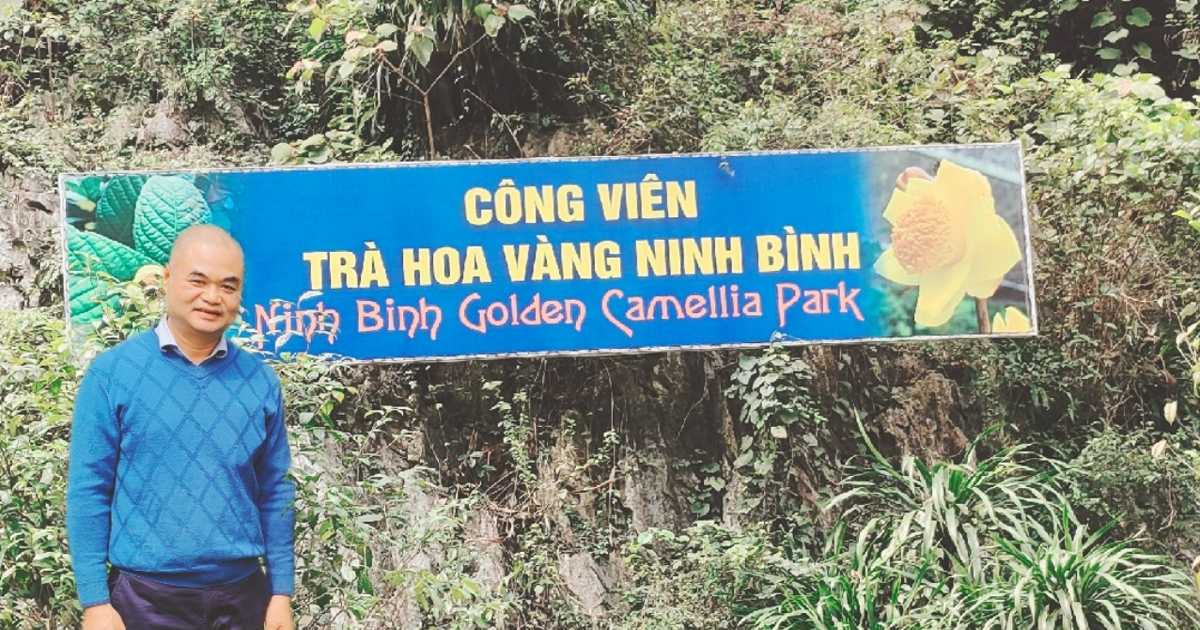 CÔNG VIÊN
TRÀ HOA VÀNG NINH BÌNH
Ninh Binh Golden Camellia Park